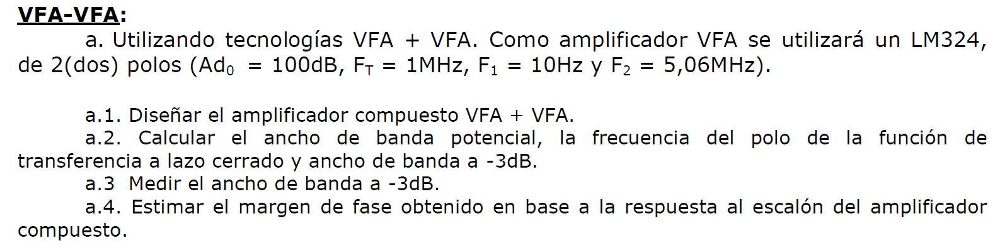 VFA-VFA:
a. Utilizando tecnologías VFA + VFA. Como amplificador VFA se utilizará un LM324,
de 2(dos) polos (Ad₀ = 100dB, F_T = 1MHz, F₁ = 10Hz y F₂ = 5,06MHz).
a.1. Diseñar el amplificador compuesto VFA + VFA.
a.2. Calcular el ancho de banda potencial, la frecuencia del polo de la función de
transferencia a lazo cerrado y ancho de banda a -3dB.
a.3 Medir el ancho de banda a -3dB.
a.4. Estimar el margen de fase obtenido en base a la respuesta al escalón del amplificador
compuesto.